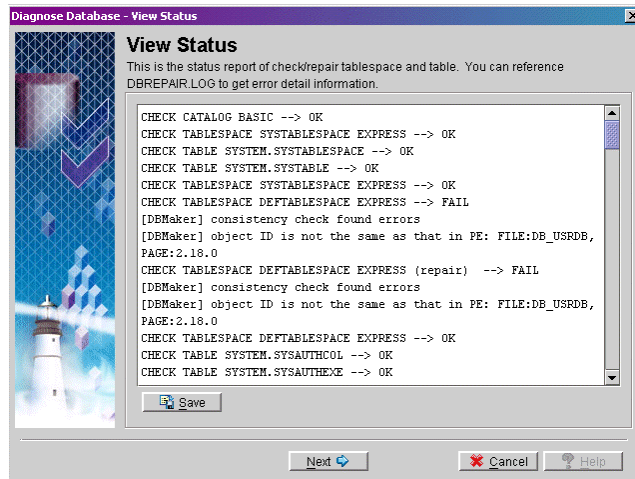 Diagnose Database - View Status
View Status
This is the status report of check/repair tablespace and table. You can reference
DBREPAIR.LOG to get error detail information.
CHECK CATALOG BASIC --> OK
CHECK TABLESPACE SYSTABLESPACE EXPRESS --> OK
CHECK TABLE SYSTEM.SYSTABLESPACE --> OK
CHECK TABLE SYSTEM.SYSTABLE --> OK
CHECK TABLESPACE SYSTABLESPACE EXPRESS --> OK
CHECK TABLESPACE DEFTABLESPACE EXPRESS --> FAIL
[DBMaker] consistency check found errors
[DBMaker] object ID is not the same as that in PE: FILE:DB_USRDB,
PAGE:2.18.0
CHECK TABLESPACE DEFTABLESPACE EXPRESS (repair) --> FAIL
[DBMaker] consistency check found errors
[DBMaker] object ID is not the same as that in PE: FILE:DB_USRDB,
PAGE:2.18.0
CHECK TABLESPACE DEFTABLESPACE EXPRESS --> OK
CHECK TABLE SYSTEM.SYSAUTHCOL --> OK
CHECK TABLE SYSTEM.SYSAUTHEXE --> OK
Save
Next
Cancel
Help